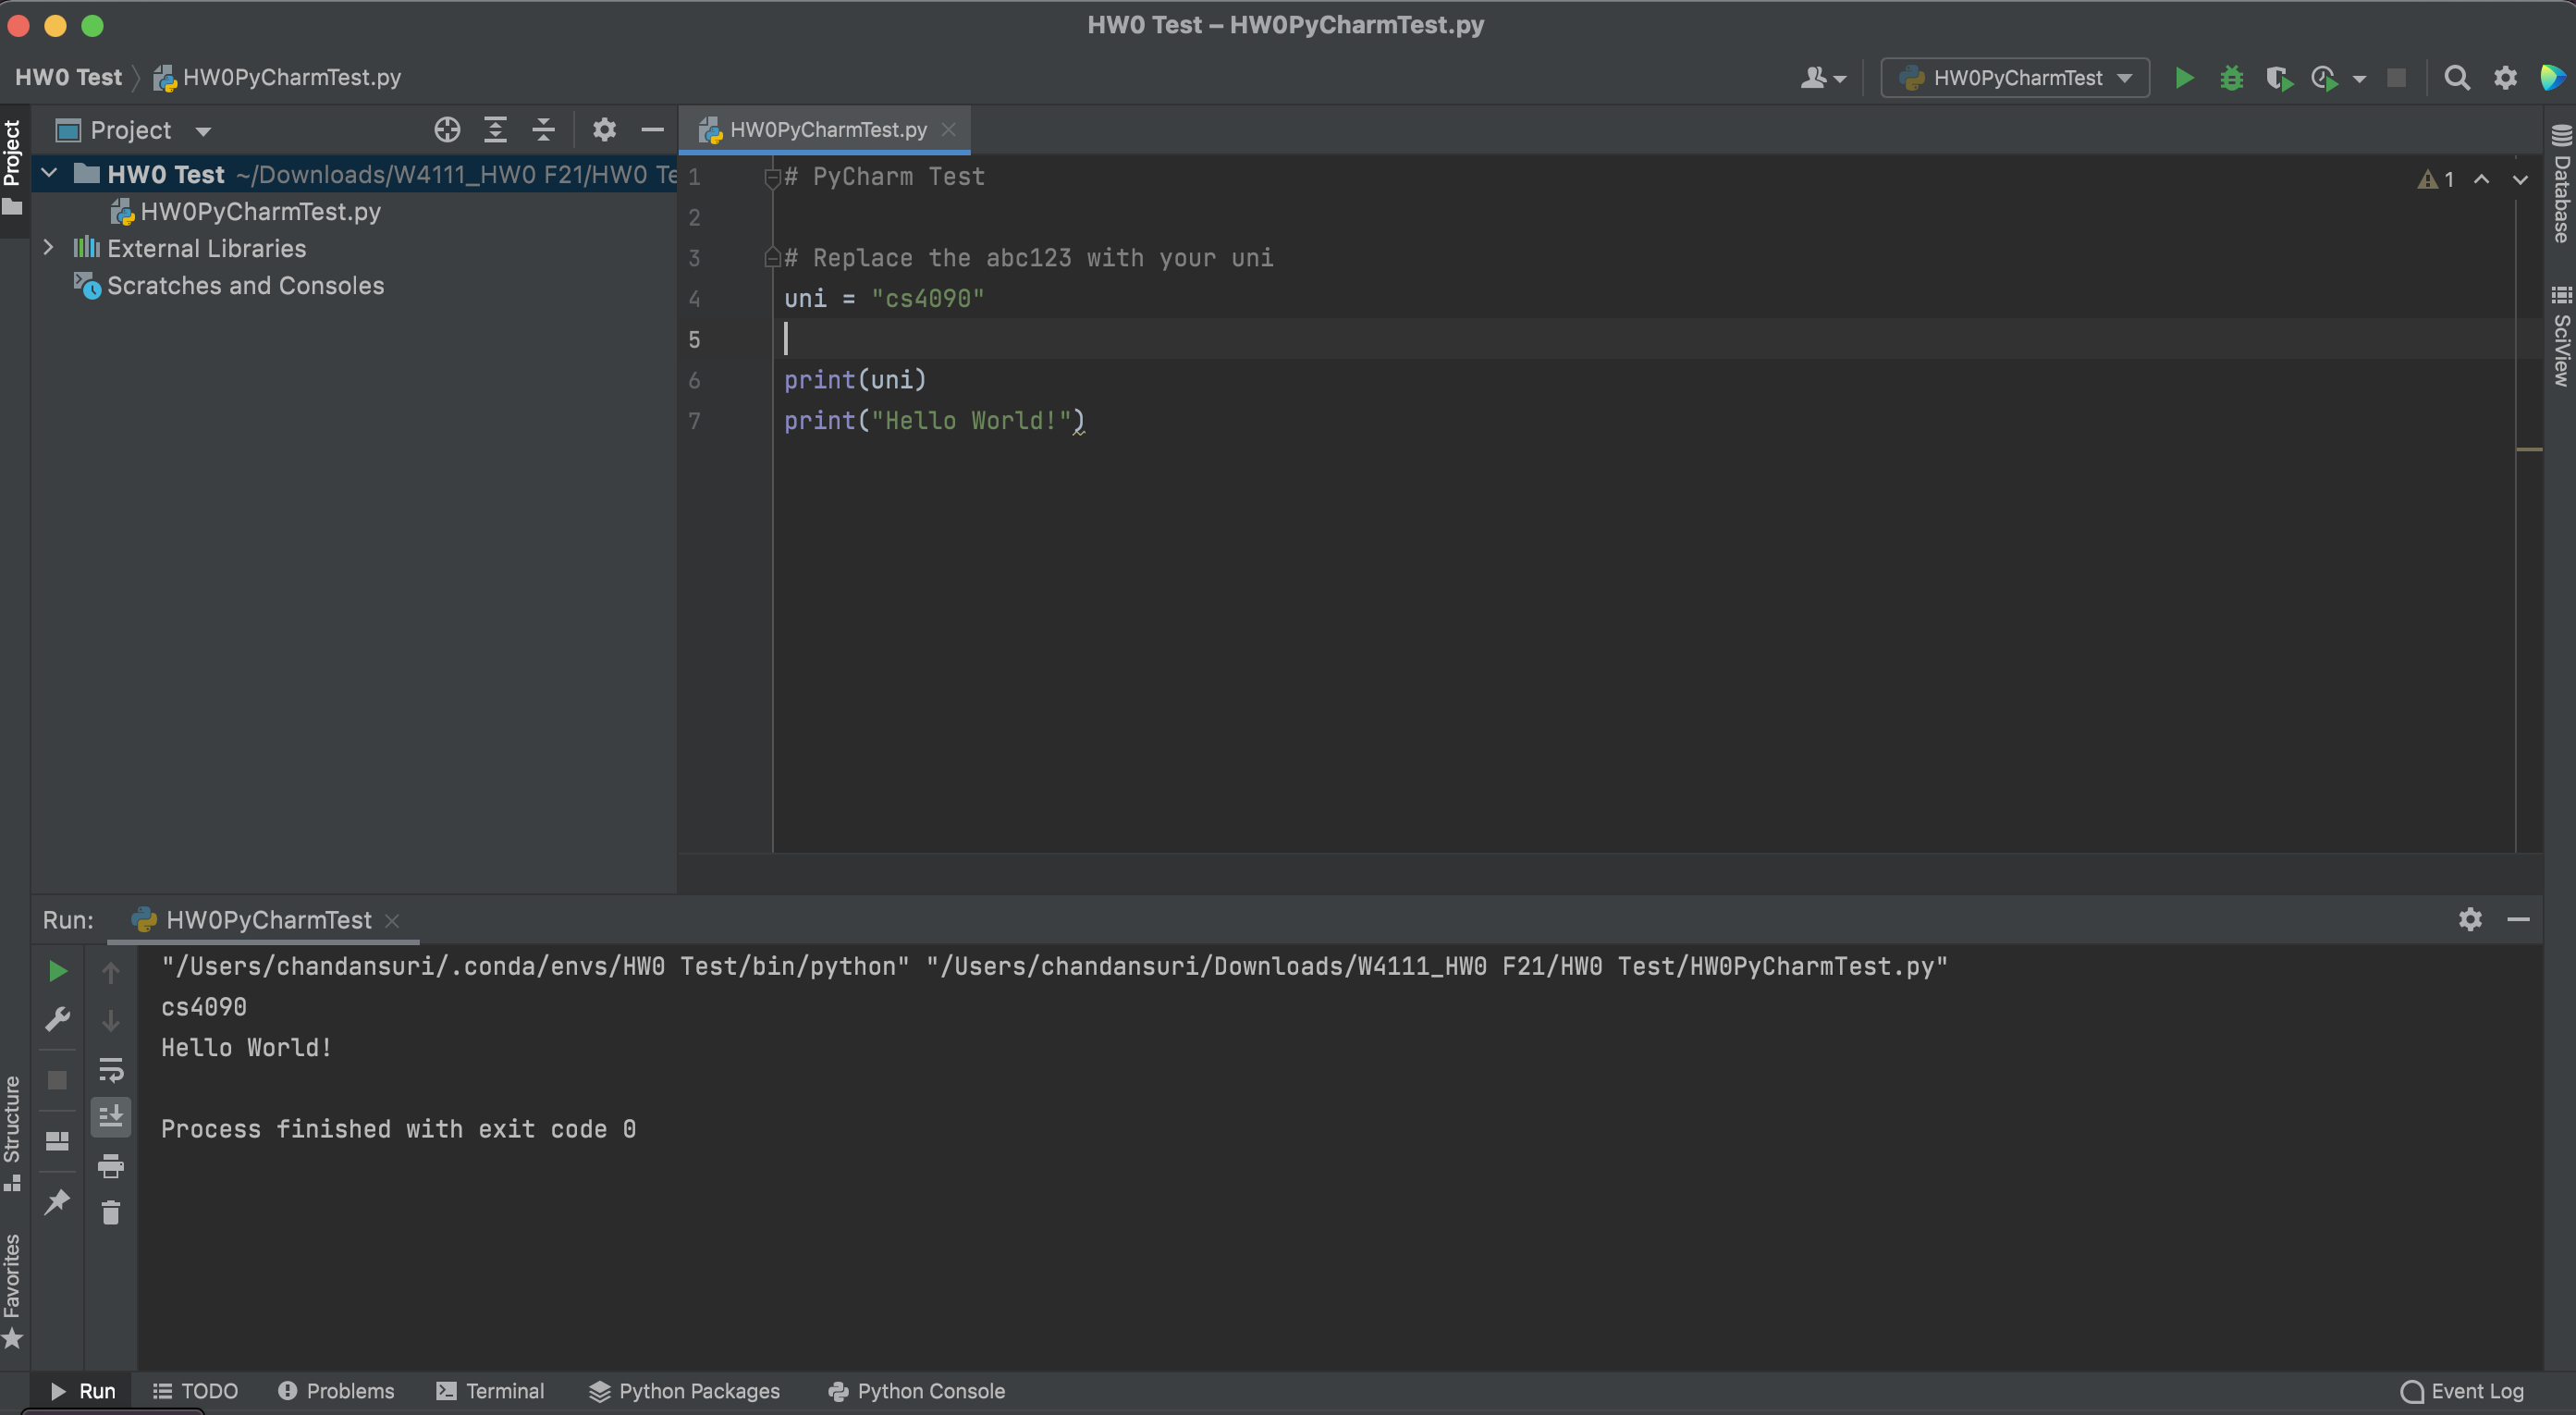 HW0 Test – HW0PyCharmTest.py
HW0 Test HW0PyCharmTest.py
HW0PyCharmTest
Project
Project
HW0PyCharmTest.py
HW0 Test ~/Downloads/W4111_HW0 F21/HW0 Te
HW0PyCharmTest.py
External Libraries
Scratches and Consoles
1 # PyCharm Test
2
3 # Replace the abc123 with your uni
4 uni = "cs4090"
5
6 print(uni)
7 print("Hello World!")
1
Database
SciView
Run: HW0PyCharmTest
"/Users/chandansuri/.conda/envs/HW0 Test/bin/python" "/Users/chandansuri/Downloads/W4111_HW0 F21/HW0 Test/HW0PyCharmTest.py"
cs4090
Hello World!
Process finished with exit code 0
Structure
Favorites
Run TODO Problems Terminal Python Packages Python Console Event Log